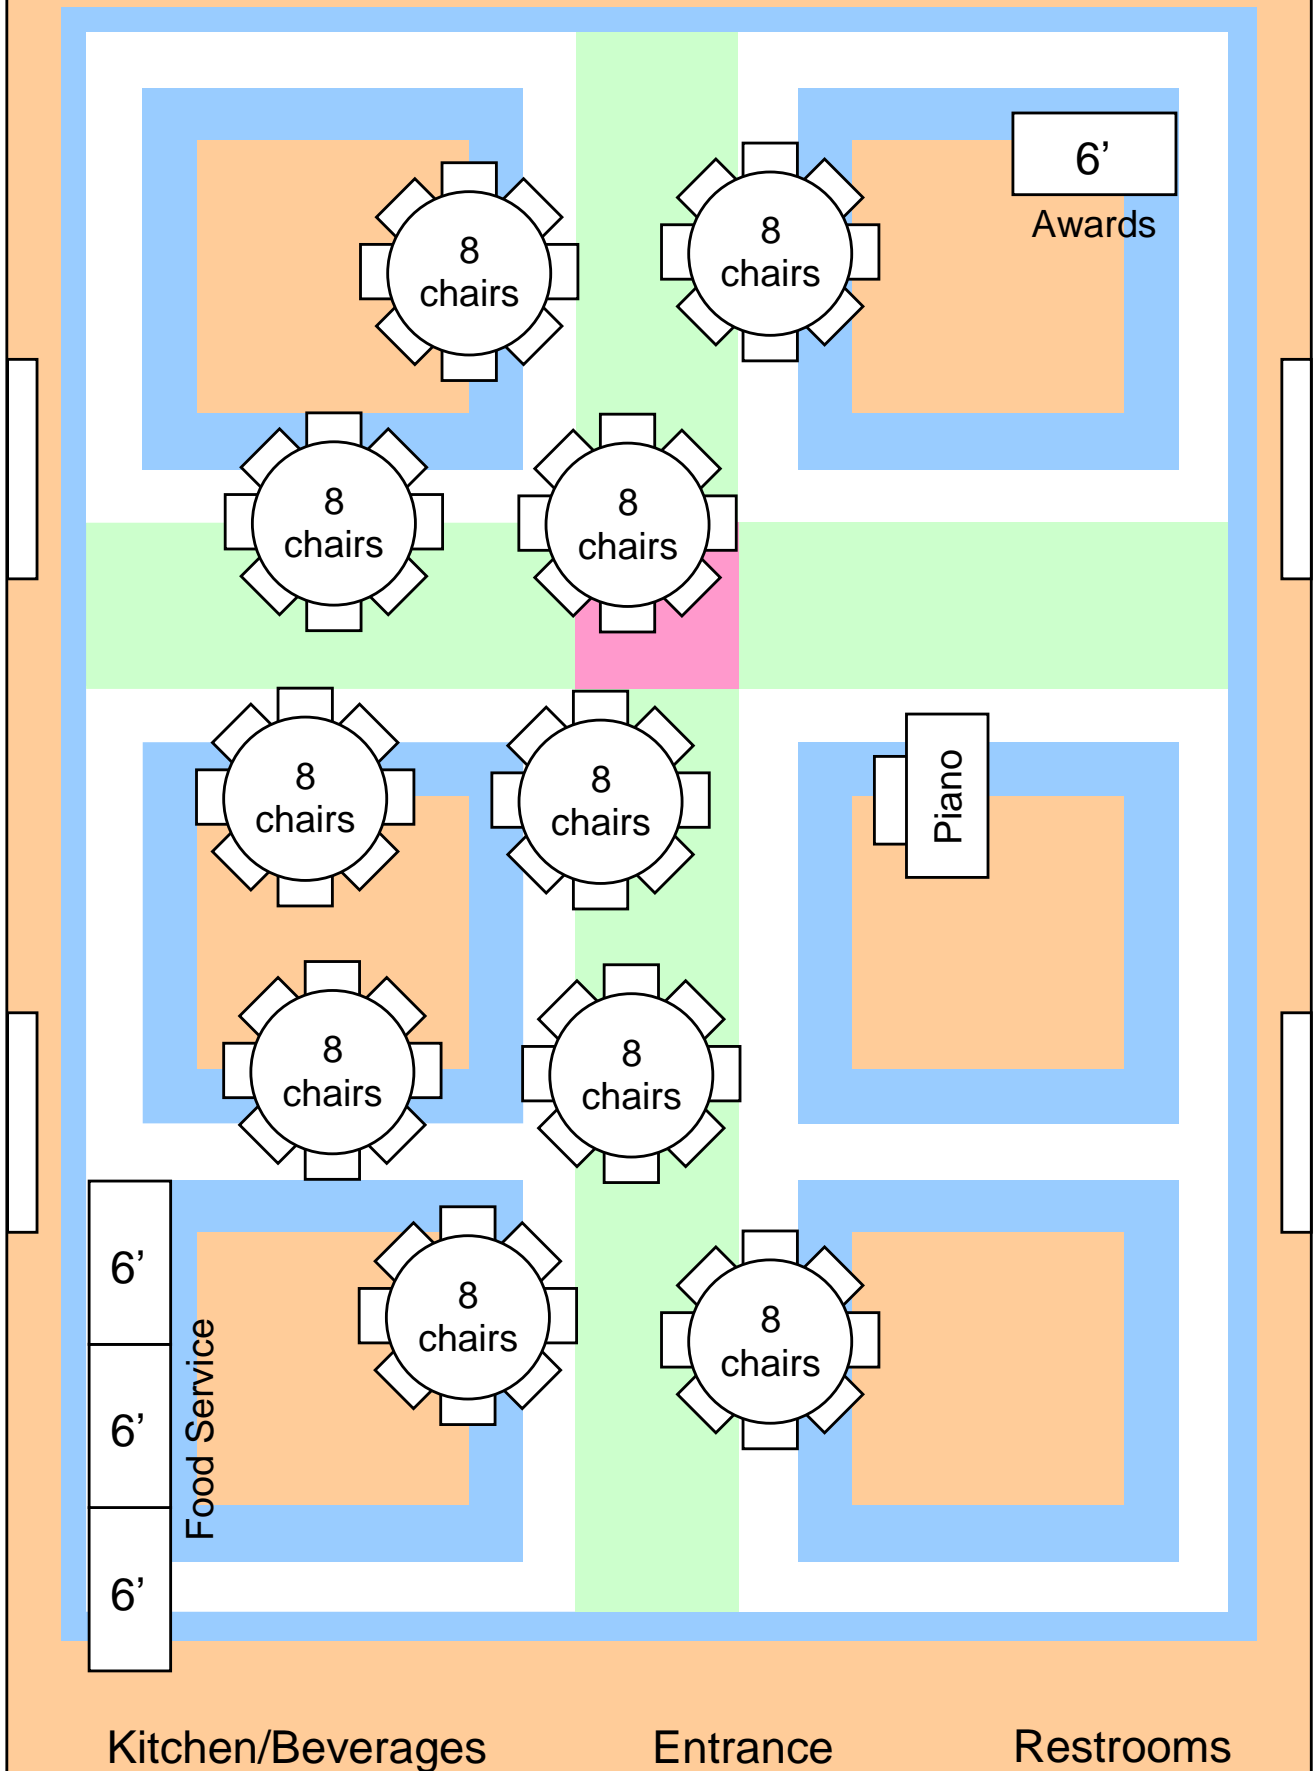 6’
Awards
8
chairs
8
chairs
8
chairs
8
chairs
8
chairs
8
chairs
Piano
8
chairs
8
chairs
6’
6’
6’
Food Service
8
chairs
8
chairs
Kitchen/Beverages
Entrance
Restrooms